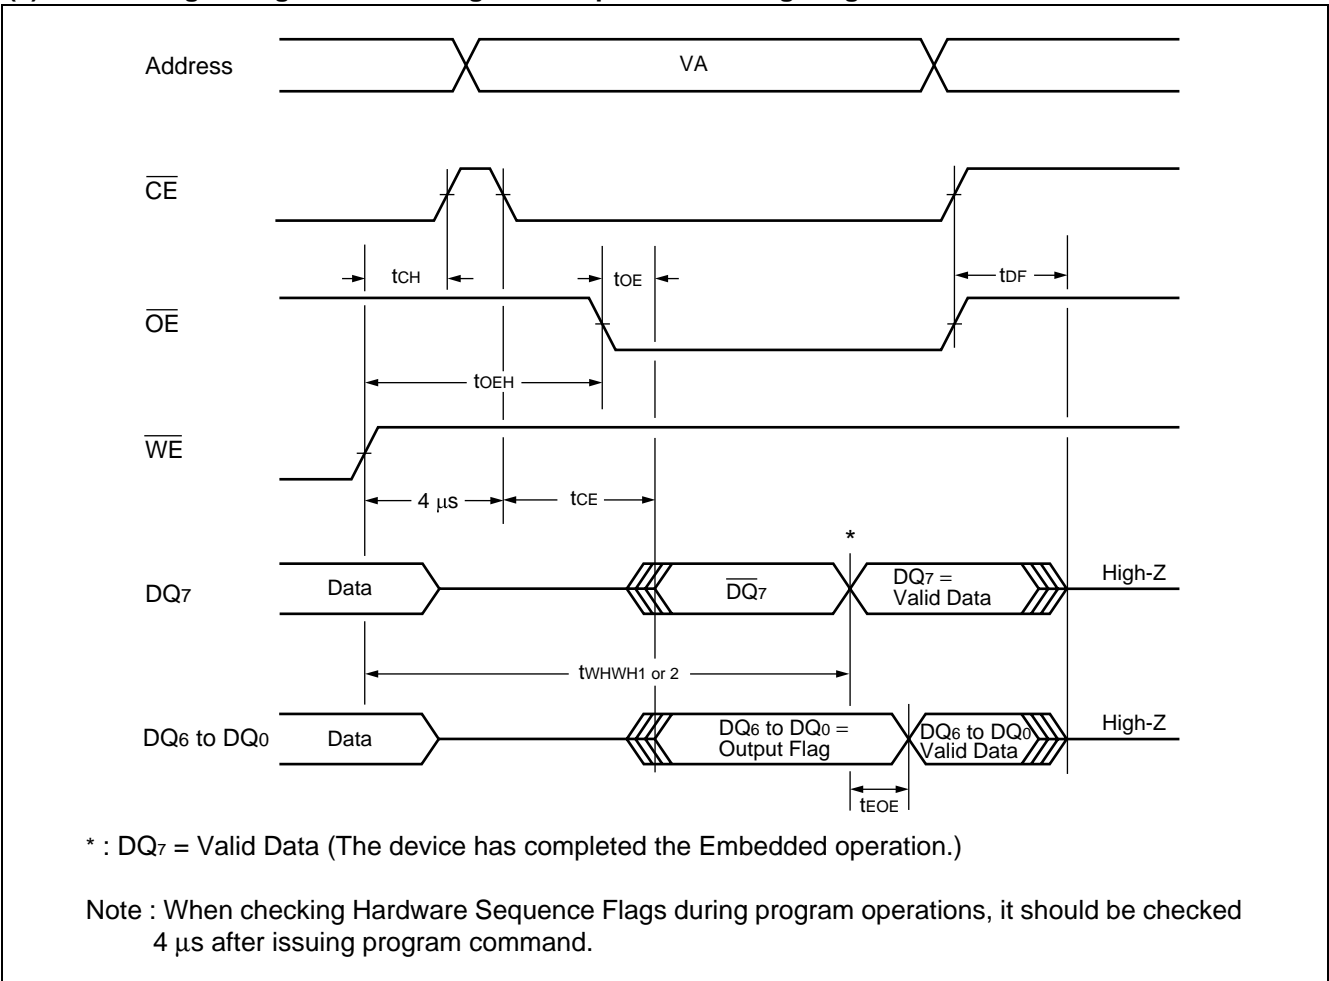 Address
VA
CE
tCH
tOE
tDF
OE
tOEH
WE
4 μs
tCE
*
DQ7
Data
DQ7
DQ7 =
Valid Data
High-Z
tWHWH1 or 2
DQ6 to DQ0
Data
DQ6 to DQ0 =
Output Flag
DQ6 to DQ0
Valid Data
High-Z
tEOE
* : DQ7 = Valid Data (The device has completed the Embedded operation.)
Note : When checking Hardware Sequence Flags during program operations, it should be checked
4 μs after issuing program command.